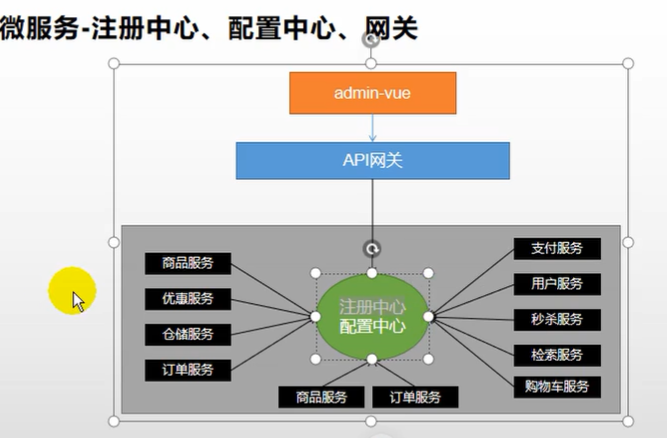 微服务-注册中心、配置中心、网关
admin-vue
API网关
商品服务
优惠服务
仓储服务
订单服务
注册中心
配置中心
支付服务
用户服务
秒杀服务
检索服务
购物车服务
商品服务
订单服务